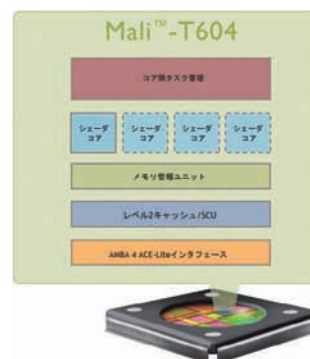 Mali™-T604
コア間タスク管理
シェーダコア シェーダコア シェーダコア シェーダコア
メモリ管理ユニット
レベル2キャッシュ/SCU
AMBA 4 ACE-Liteインタフェース